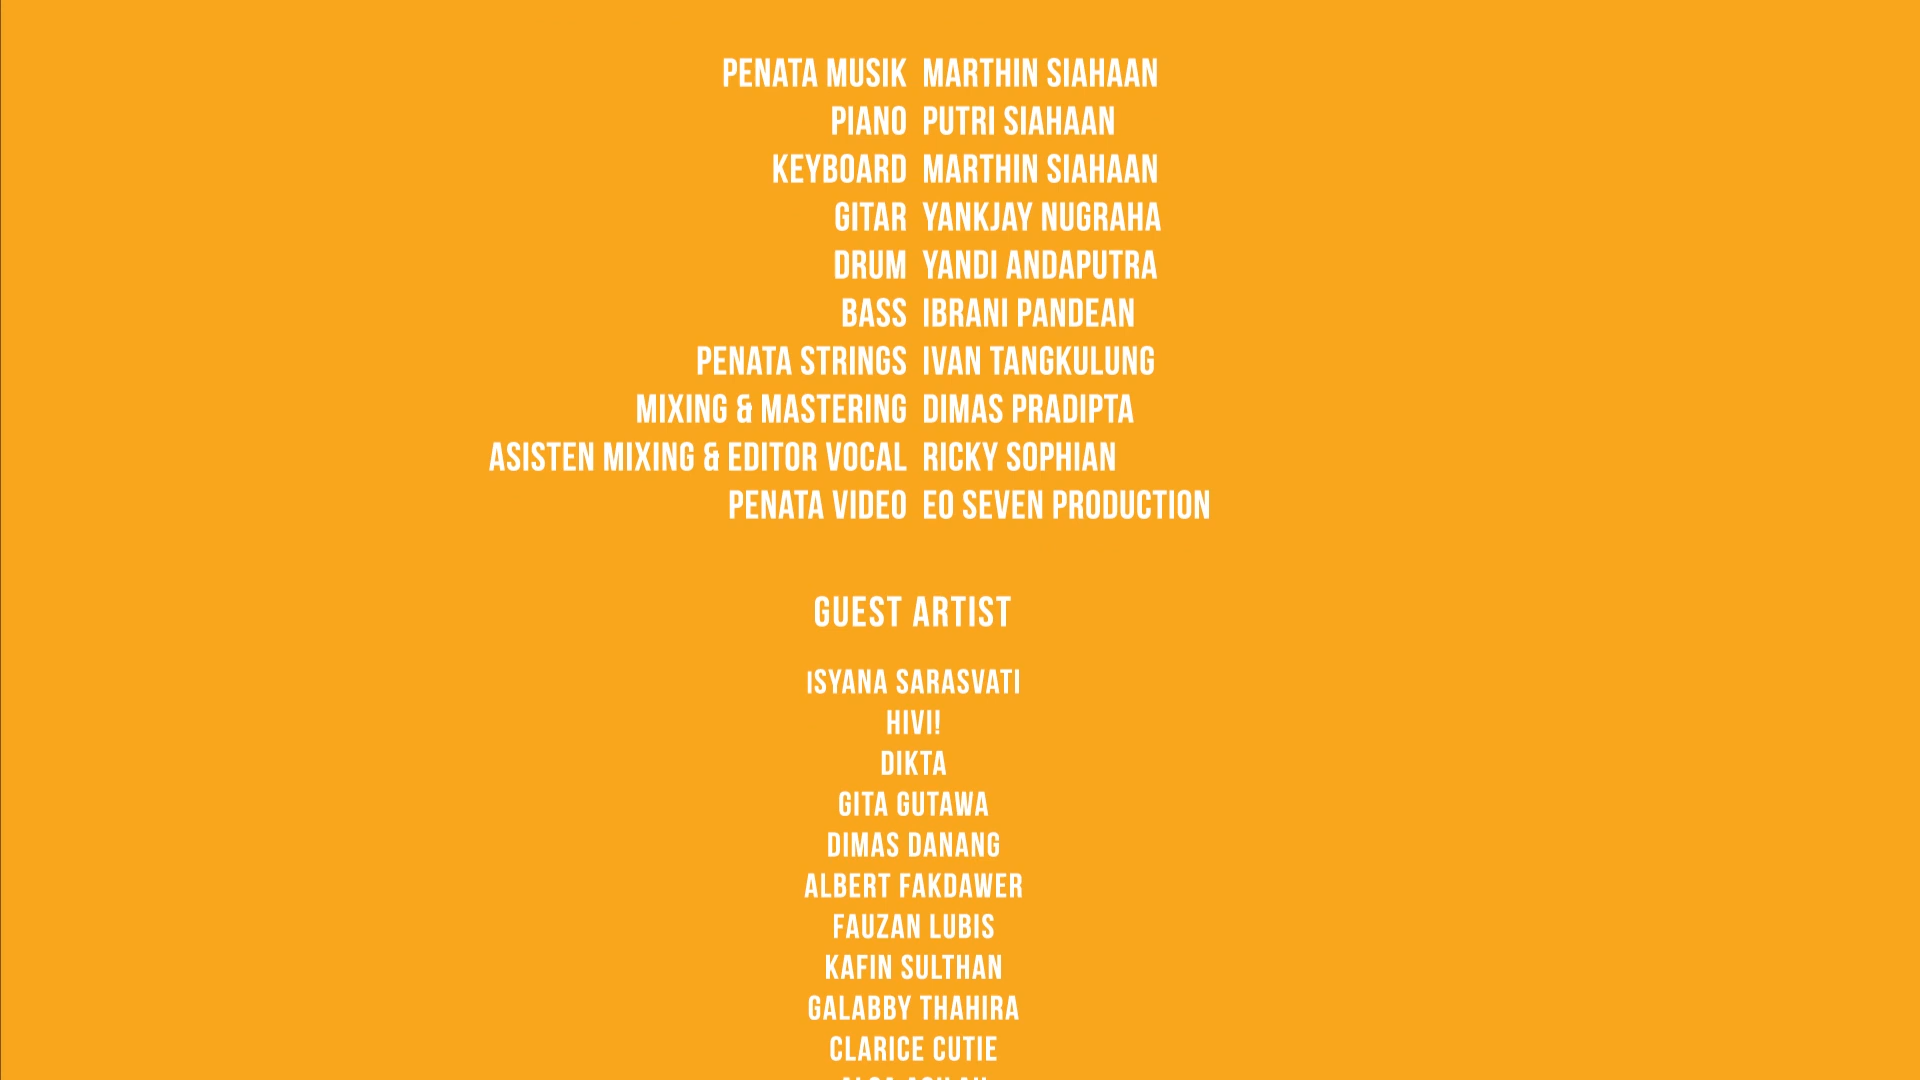 PENATA MUSIK MARTHIN SIAHAAN
PIANO PUTRI SIAHAAN
KEYBOARD MARTHIN SIAHAAN
GITAR YANKJAY NUGRAHA
DRUM YANDI ANDAPUTRA
BASS IBRANI PANDEAN
PENATA STRINGS IVAN TANGKULUNG
MIXING & MASTERING DIMAS PRADIPTA
ASISTEN MIXING & EDITOR VOCAL RICKY SOPHIAN
PENATA VIDEO EO SEVEN PRODUCTION
GUEST ARTIST
ISYANA SARASVATI
HIVI!
DIKTA
GITA GUTAWA
DIMAS DANANG
ALBERT FAKDAWER
FAUZAN LUBIS
KAFIN SULTHAN
GALABBY THAHIRA
CLARICE CUTIE